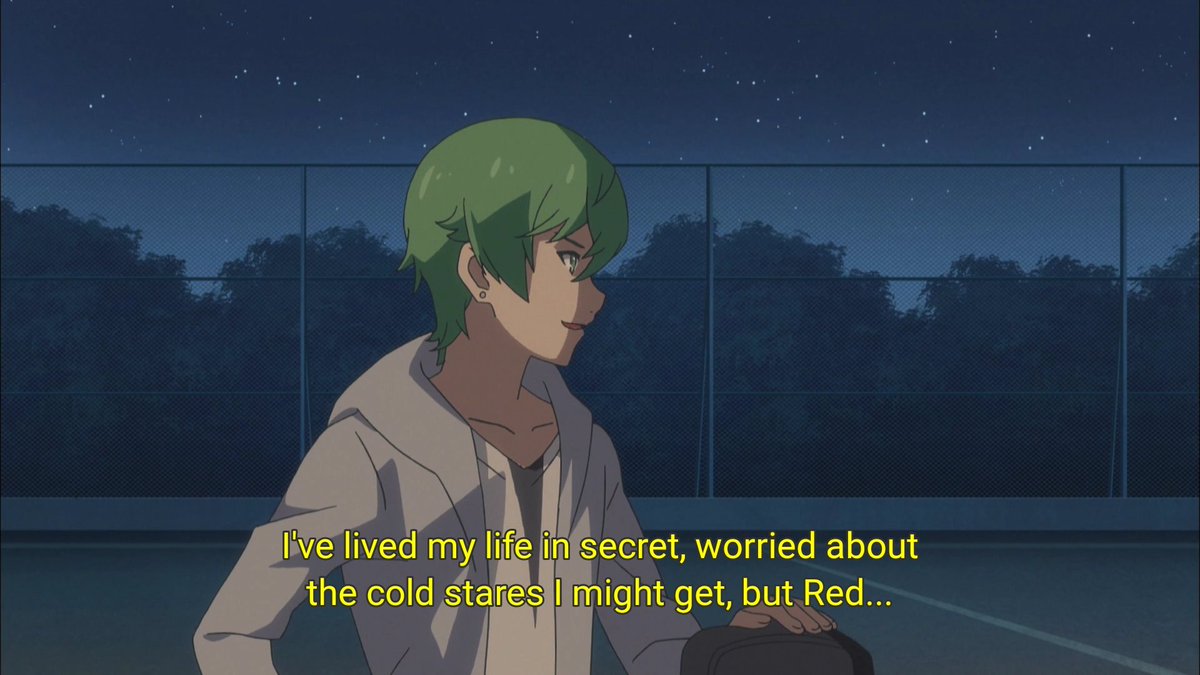 I've lived my life in secret, worried about
the cold stares I might get, but Red...